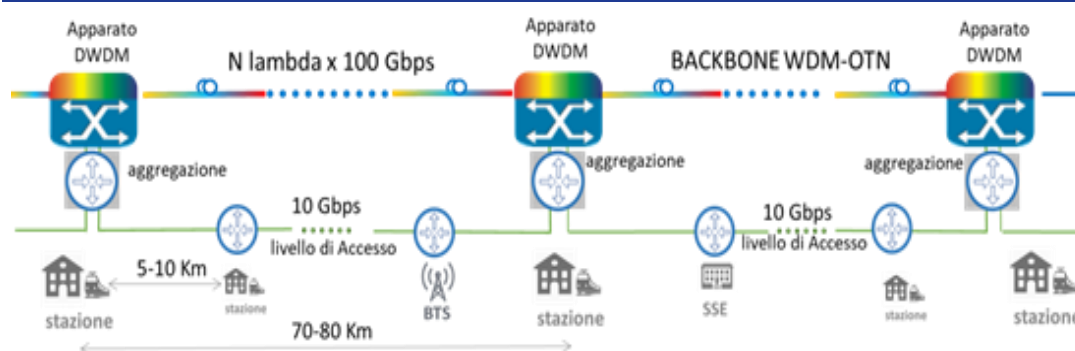 Apparato
DWDM
N lambda x 100 Gbps
Apparato
DWDM
BACKBONE WDM-OTN
Apparato
DWDM
aggregazione
aggregazione
aggregazione
10 Gbps
livello di Accesso
10 Gbps
livello di Accesso
5-10 Km
stazione
stazione
BTS
stazione
SSE
stazione
stazione
70-80 Km